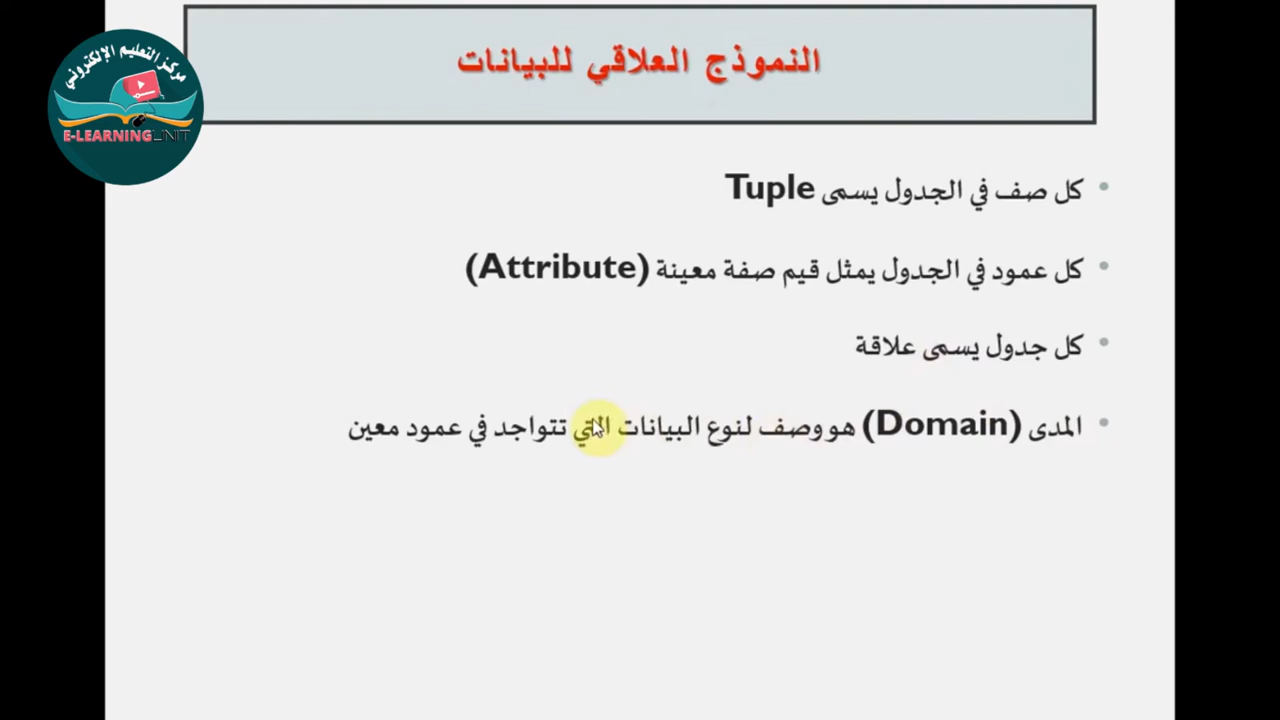 مركز التعليم الإلكتروني
E-LEARNING UNIT
النموذج العلاقي للبيانات
كل صف في الجدول يسمى Tuple
كل عمود في الجدول يمثل قيم صفة معينة (Attribute)
كل جدول يسمى علاقة
المدى (Domain) هو وصف لنوع البيانات التي تتواجد في عمود معين